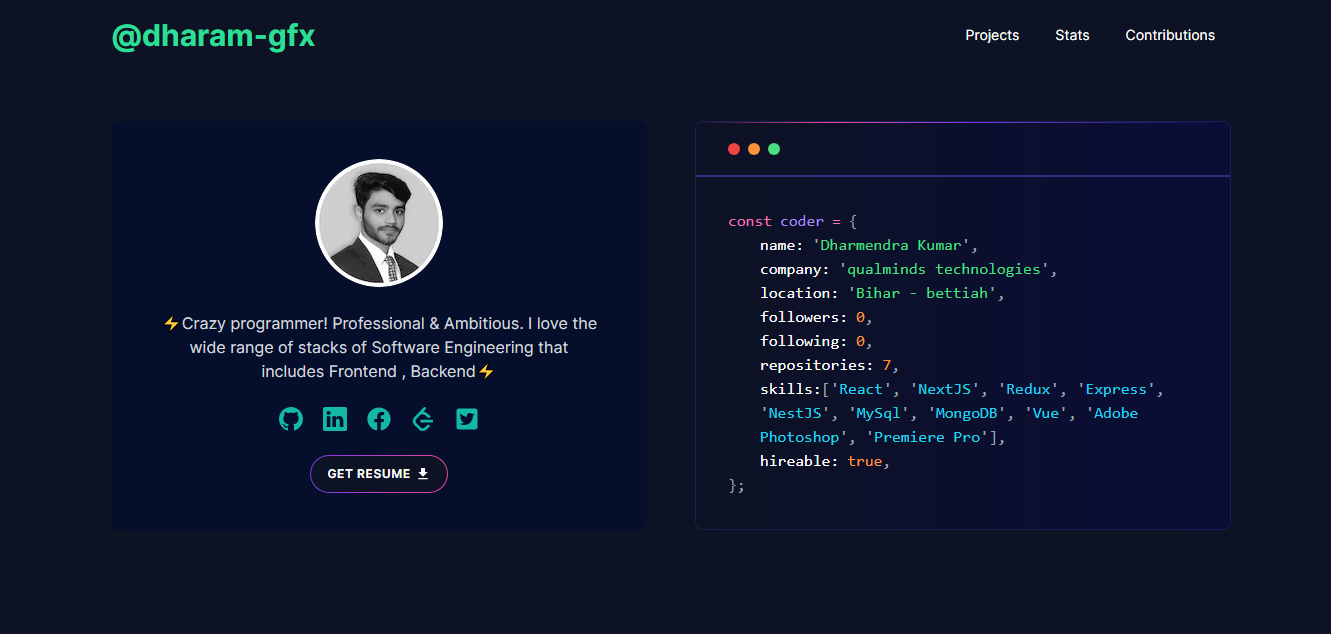 @dharam-gfx
Projects
Stats
Contributions
⚡Crazy programmer! Professional & Ambitious. I love the
wide range of stacks of Software Engineering that
includes Frontend , Backend⚡
GET RESUME
const coder = {
name: 'Dharmendra Kumar',
company: 'qualminds technologies',
location: 'Bihar - bettiah',
followers: 0,
following: 0,
repositories: 7,
skills:['React', 'NextJS', 'Redux', 'Express',
'NestJS', 'MySql', 'MongoDB', 'Vue', 'Adobe
Photoshop', 'Premiere Pro'],
hireable: true,
};